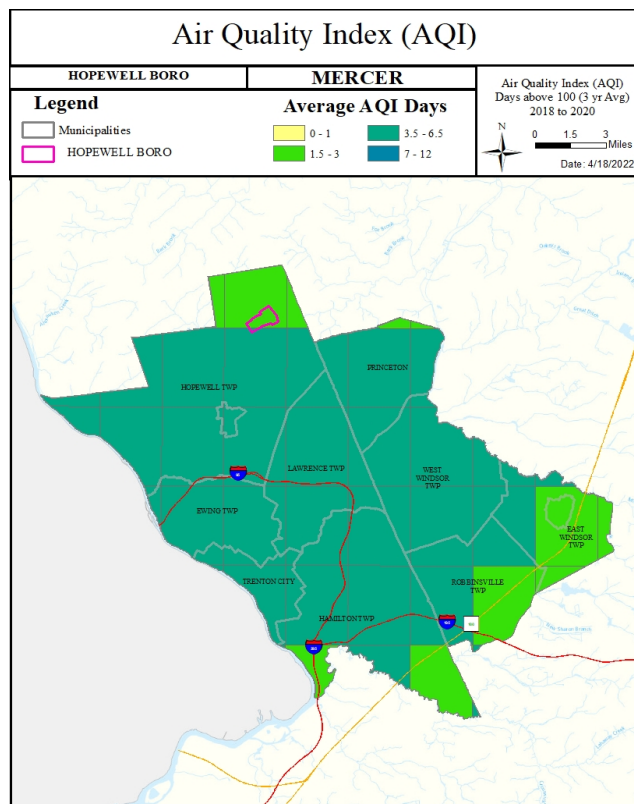 Air Quality Index (AQI)
HOPEWELL BORO
MERCER
Legend
Municipalities
HOPEWELL BORO
Average AQI Days
0 - 1
1.5 - 3
3.5 - 6.5
7 - 12
Air Quality Index (AQI)
Days above 100 (3 yr Avg)
2018 to 2020
N
0 1.5 3
Miles
Date: 4/18/2022
PRINCETON
HOPEWELL TWP
LAWRENCE TWP
WEST
WINDSOR
TWP
EWING TWP
EAST
WINDSOR
TWP
TRENTON CITY
ROBBINSVILLE
TWP
HAMILTON TWP